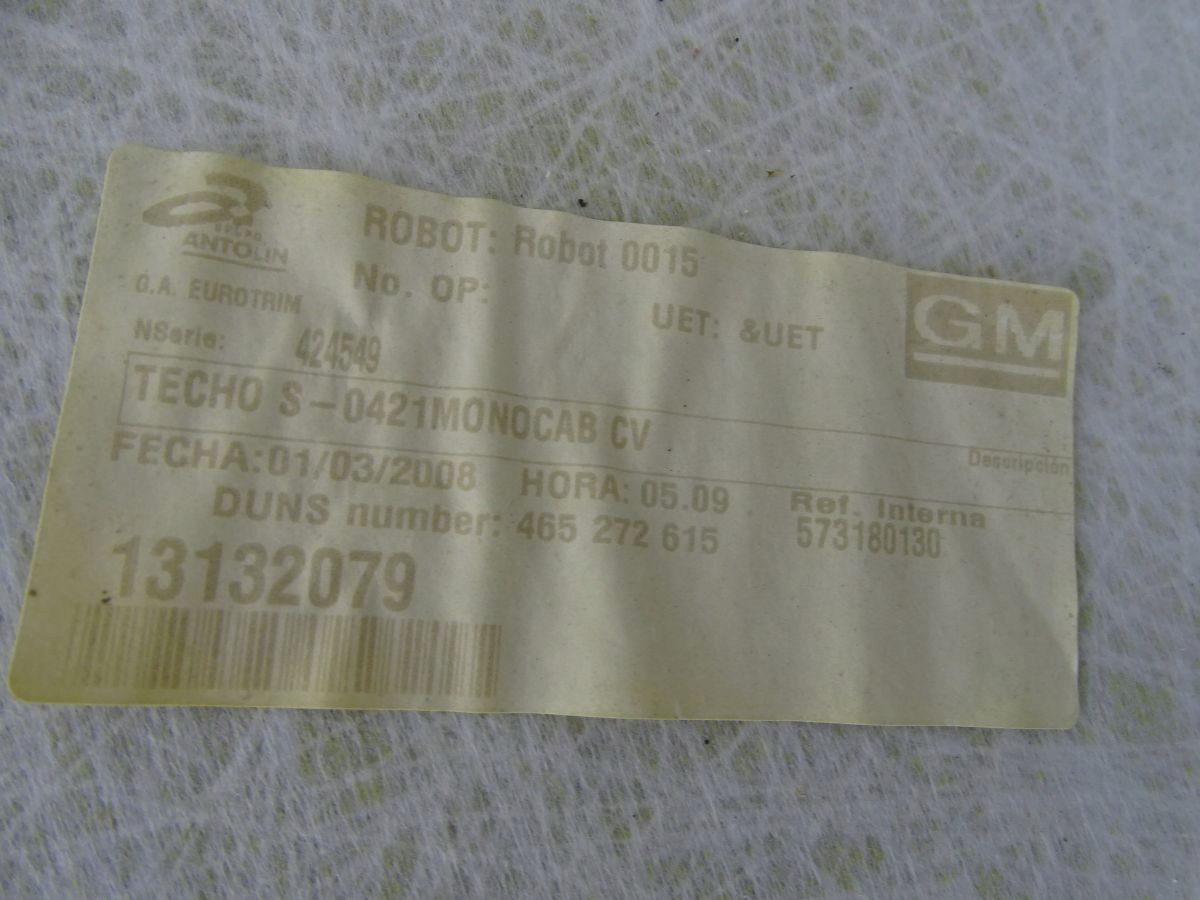 GRUPO
ANTOLIN
G.A. EUROTRIM
ROBOT: Robot 0015
No. OP:
UET: &UET
GM
NSerie: 424549
TECHO S-0421MONOCAB CV
Descripción
FECHA:01/03/2008 HORA: 05.09
Ref. Interna
DUNS number: 465 272 615
573180130
13132079